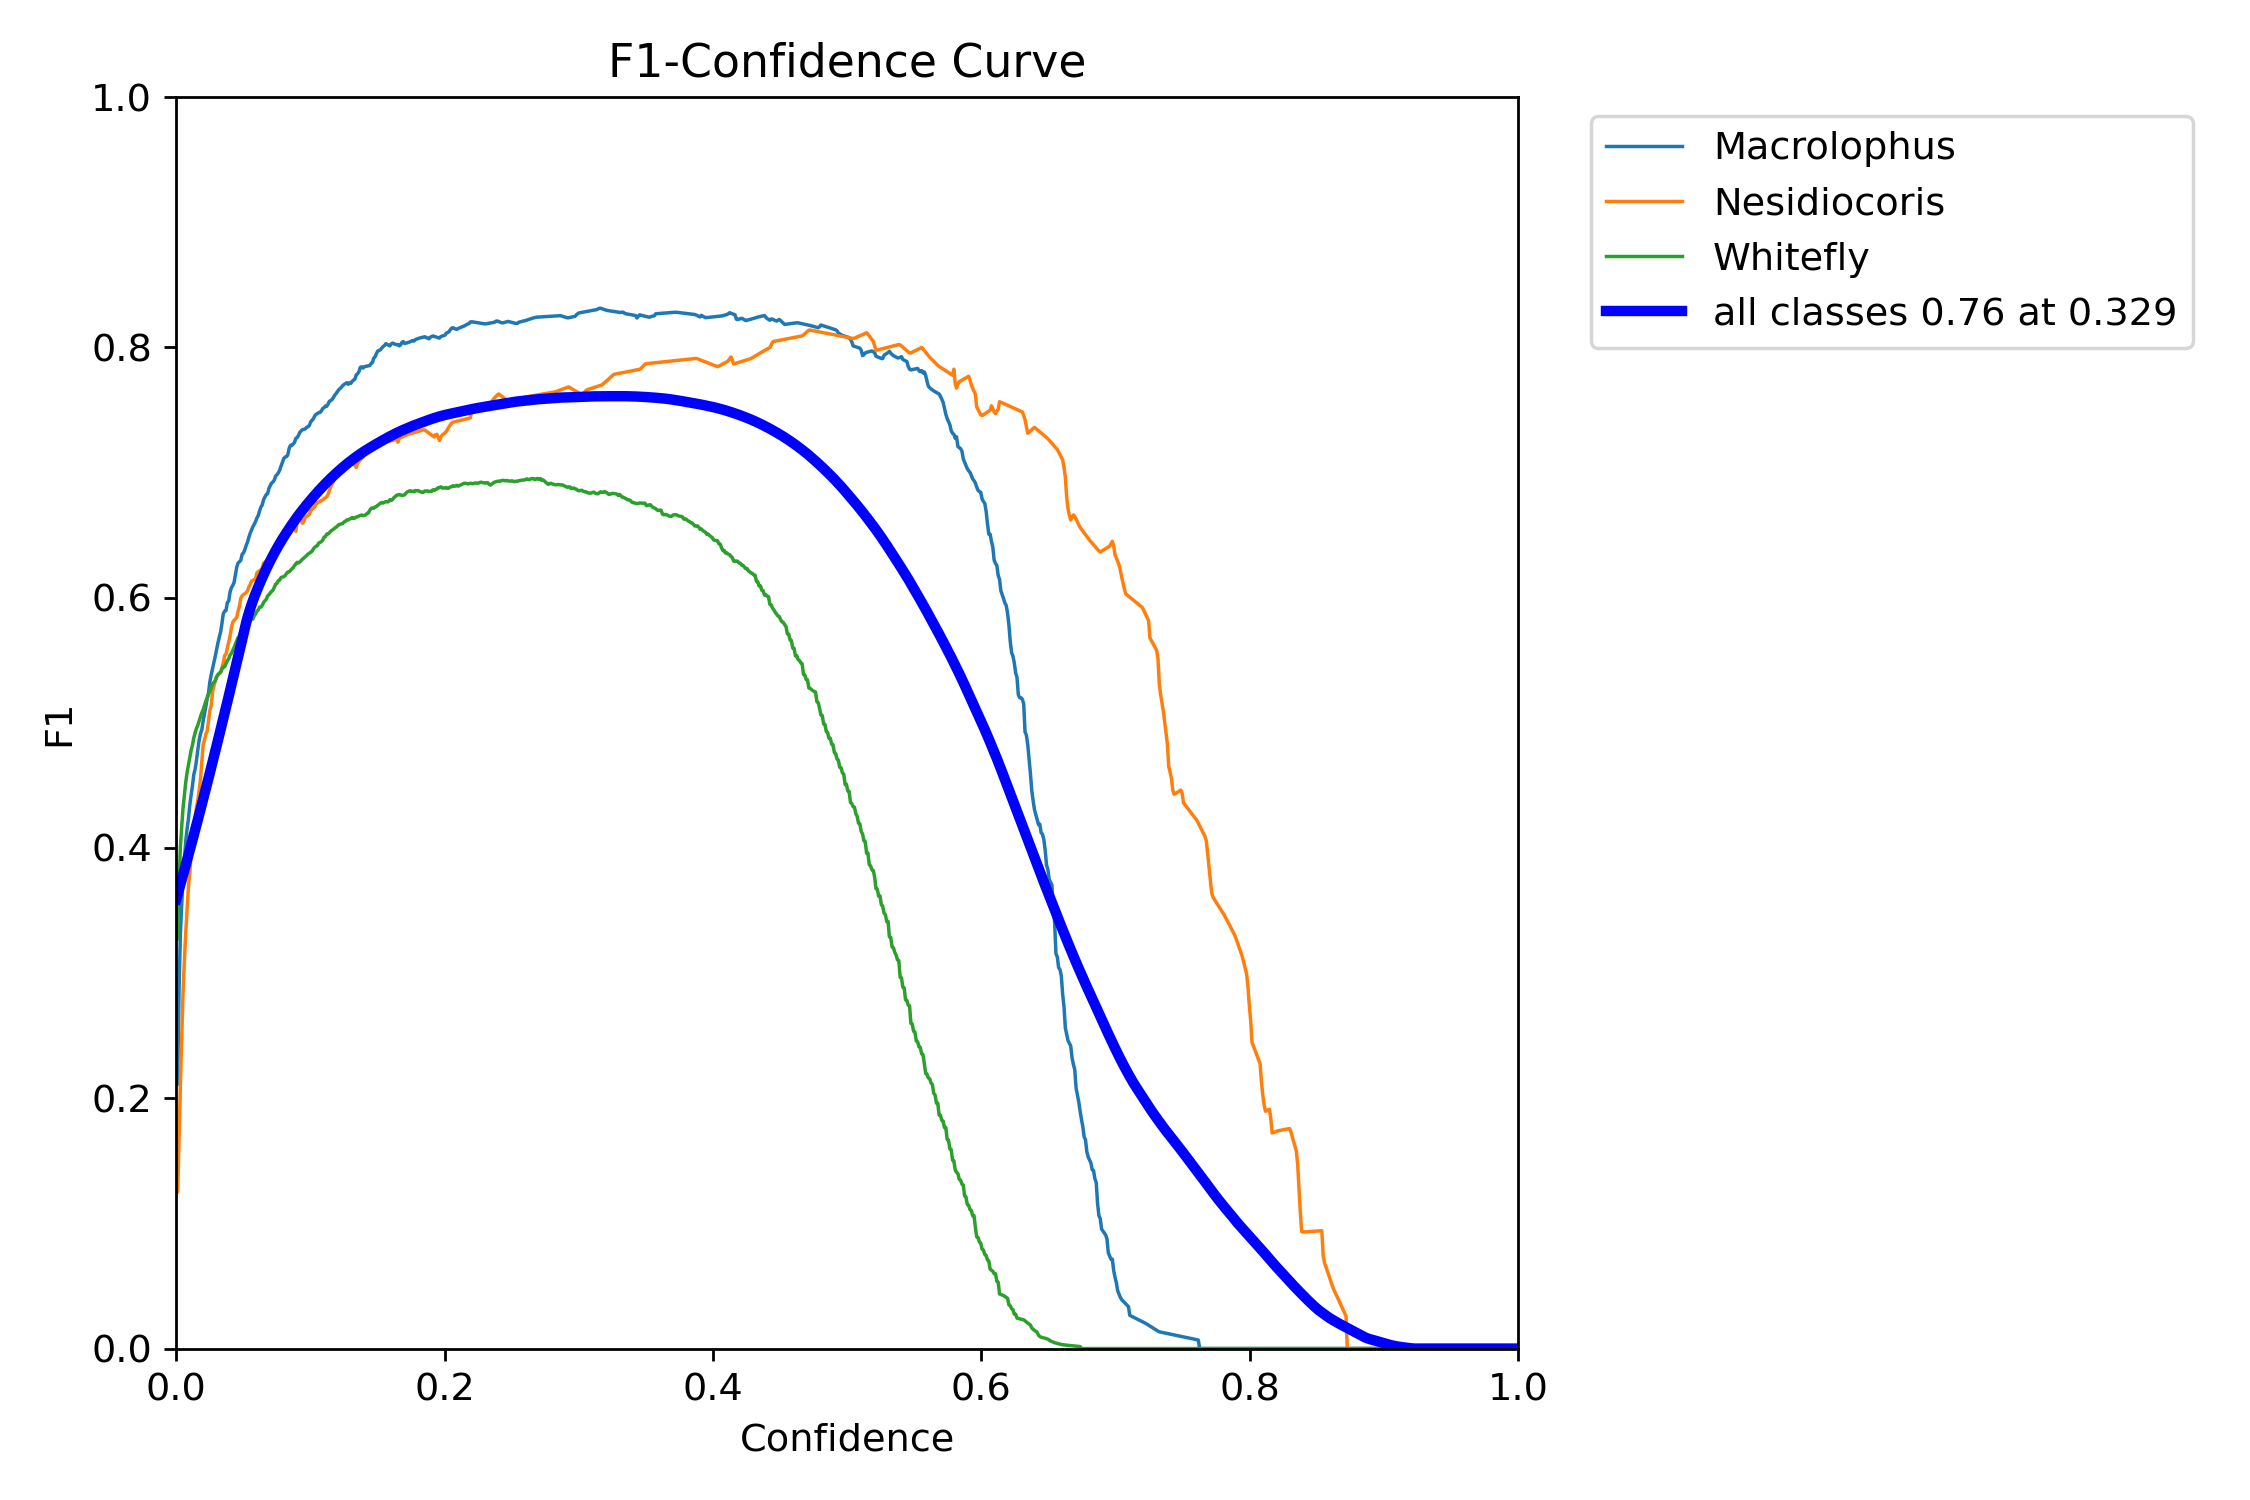 F1-Confidence Curve
1.0
0.8
0.6
0.4
0.2
0.0
F1
0.0 0.2 0.4 0.6 0.8 1.0
Confidence
Macrolophus
Nesidiocoris
Whitefly
all classes 0.76 at 0.329